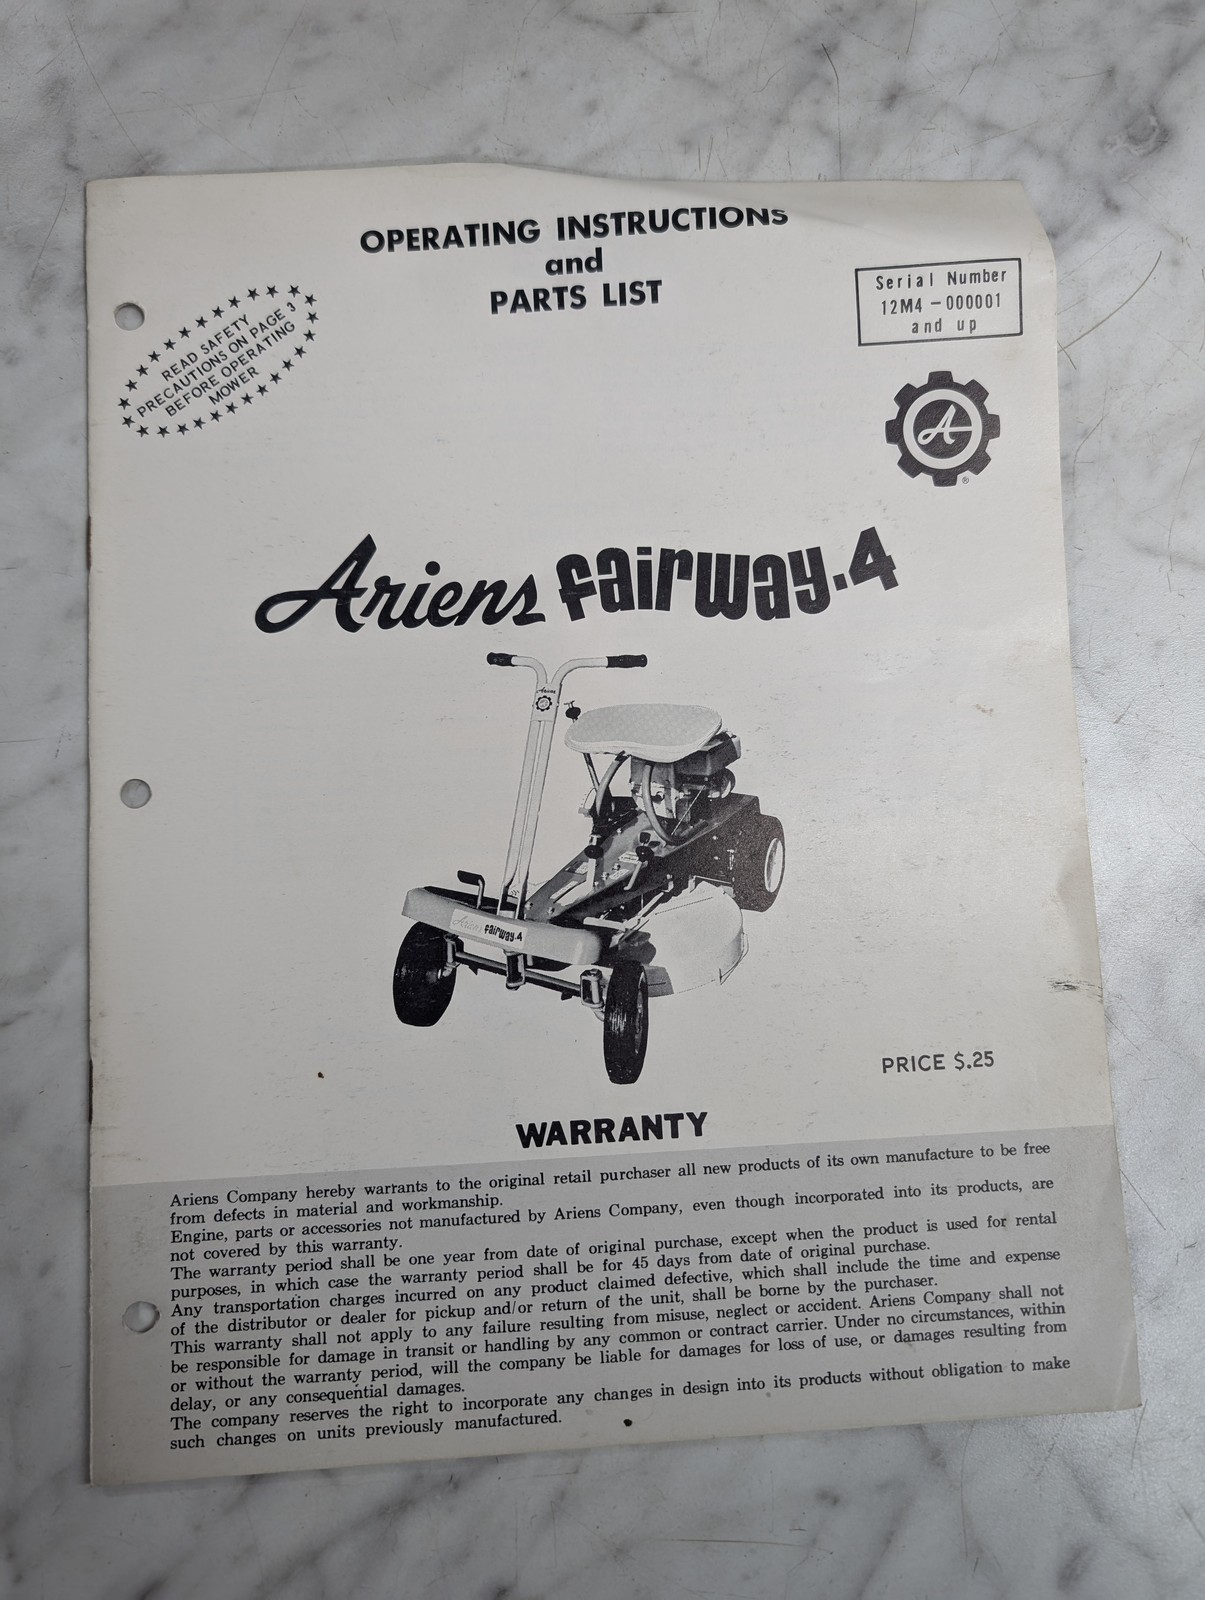 OPERATING INSTRUCTIONS
and
PARTS LIST
Serial Number
12M4-000001
and up
READ SAFETY
PRECAUTIONS ON PAGE 3
BEFORE OPERATING
MOWER
A
®
Ariens fairway.4
Ariens
Ariens fairway.4
PRICE $.25
WARRANTY
Ariens Company hereby warrants to the original retail purchaser all new products of its own manufacture to be free
from defects in material and workmanship.
Engine, parts or accessories not manufactured by Ariens Company, even though incorporated into its products, are
not covered by this warranty.
The warranty period shall be one year from date of original purchase, except when the product is used for rental
purposes, in which case the warranty period shall be for 45 days from date of original purchase.
Any transportation charges incurred on any product claimed defective, which shall include the time and expense
of the distributor or dealer for pickup and/or return of the unit, shall be borne by the purchaser.
This warranty shall not apply to any failure resulting from misuse, neglect or accident. Ariens Company shall not
be responsible for damage in transit or handling by any common or contract carrier. Under no circumstances, within
or without the warranty period, will the company be liable for damages for loss of use, or damages resulting from
delay, or any consequential damages.
The company reserves the right to incorporate any changes in design into its products without obligation to make
such changes on units previously manufactured.